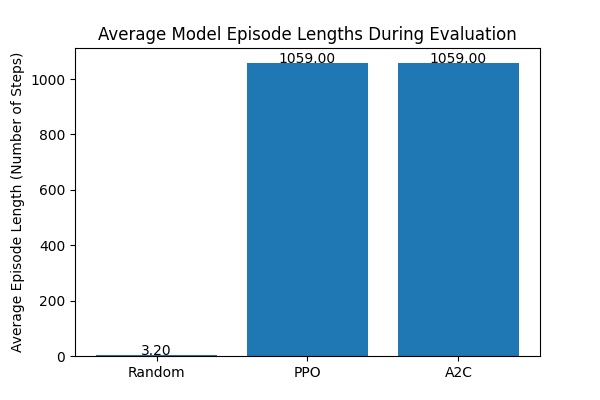 Average Model Episode Lengths During Evaluation
Average Episode Length (Number of Steps)
1000
800
600
400
200
0
3.20
1059.00
1059.00
Random
PPO
A2C